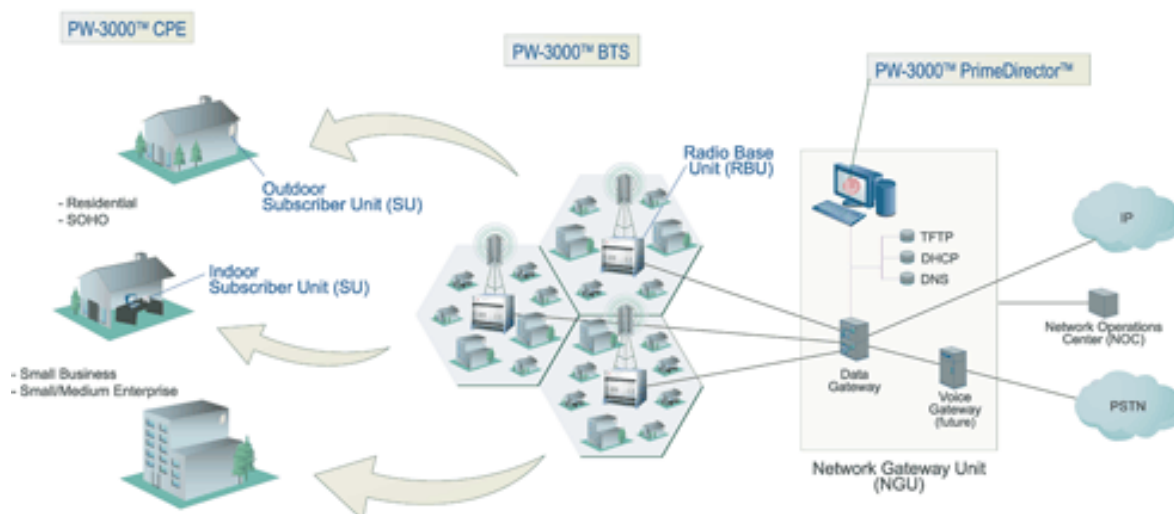 PW-3000™ CPE
PW-3000™ BTS
PW-3000™ PrimeDirector™
Outdoor
Subscriber Unit (SU)
- Residential
- SOHO
Indoor
Subscriber Unit (SU)
- Small Business
- Small/Medium Enterprise
Radio Base
Unit (RBU)
TFTP
DHCP
DNS
Data
Gateway
Voice
Gateway
(future)
Network Gateway Unit
(NGU)
IP
Network Operations
Center (NOC)
PSTN